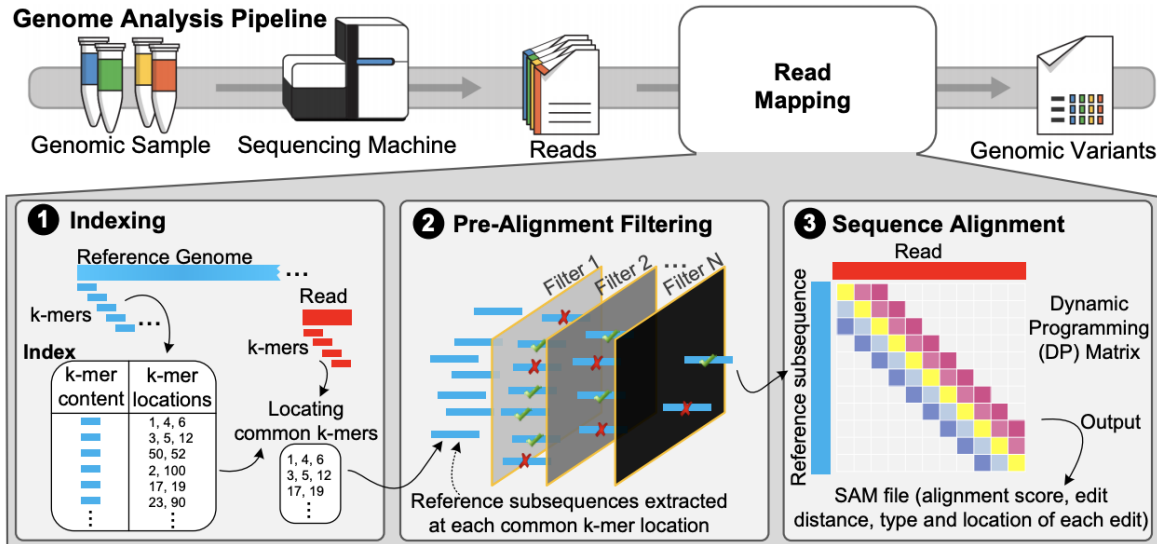 Genome Analysis Pipeline
Genomic Sample
Sequencing Machine
Reads
Read
Mapping
Genomic Variants
1 Indexing
Reference Genome
...
k-mers
...
Read
k-mers
Index
k-mer
content
k-mer
locations
1, 4, 6
3, 5, 12
50, 52
2, 100
17, 19
23, 90
⋮
⋮
Locating
common k-mers
1, 4, 6
3, 5, 12
17, 19
⋮
2 Pre-Alignment Filtering
Filter 1
Filter 2
...
Filter N
Reference subsequences extracted
at each common k-mer location
3 Sequence Alignment
Read
Reference subsequence
Dynamic
Programming
(DP) Matrix
Output
SAM file (alignment score, edit
distance, type and location of each edit)